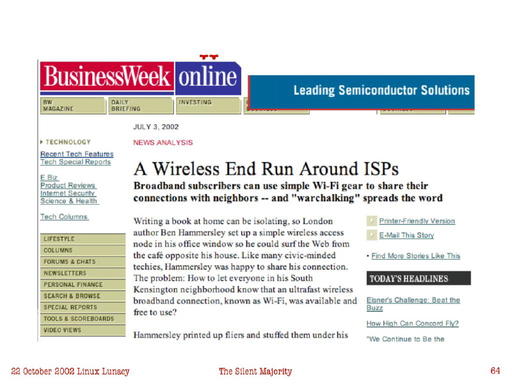 BusinessWeek online
Leading Semiconductor Solutions
BW MAGAZINE
DAILY BRIEFING
INVESTING
JULY 3, 2002
TECHNOLOGY
NEWS ANALYSIS
Recent Tech Features
Tech Special Reports
A Wireless End Run Around ISPs
E.Biz
Product Reviews
Internet Security
Science & Health
Broadband subscribers can use simple Wi-Fi gear to share their
connections with neighbors -- and "warchalking" spreads the word
Tech Columns
Writing a book at home can be isolating, so London
author Ben Hammersley set up a simple wireless access
node in his office window so he could surf the Web from
the café opposite his house. Like many civic-minded
techies, Hammersley was happy to share his connection.
The problem: How to let everyone in his South
Kensington neighborhood know that an ultrafast wireless
broadband connection, known as Wi-Fi, was available and
free to use?
Hammersley printed up fliers and stuffed them under his
LIFESTYLE
COLUMNS
FORUMS & CHATS
NEWSLETTERS
PERSONAL FINANCE
SEARCH & BROWSE
SPECIAL REPORTS
TOOLS & SCOREBOARDS
VIDEO VIEWS
Printer-Friendly Version
E-Mail This Story
• Find More Stories Like This
TODAY'S HEADLINES
Eisner's Challenge: Beat the
Buzz
How High Can Concord Fly?
"We Continue to Be the
22 October 2002 Linux Lunacy
The Silent Majority
64